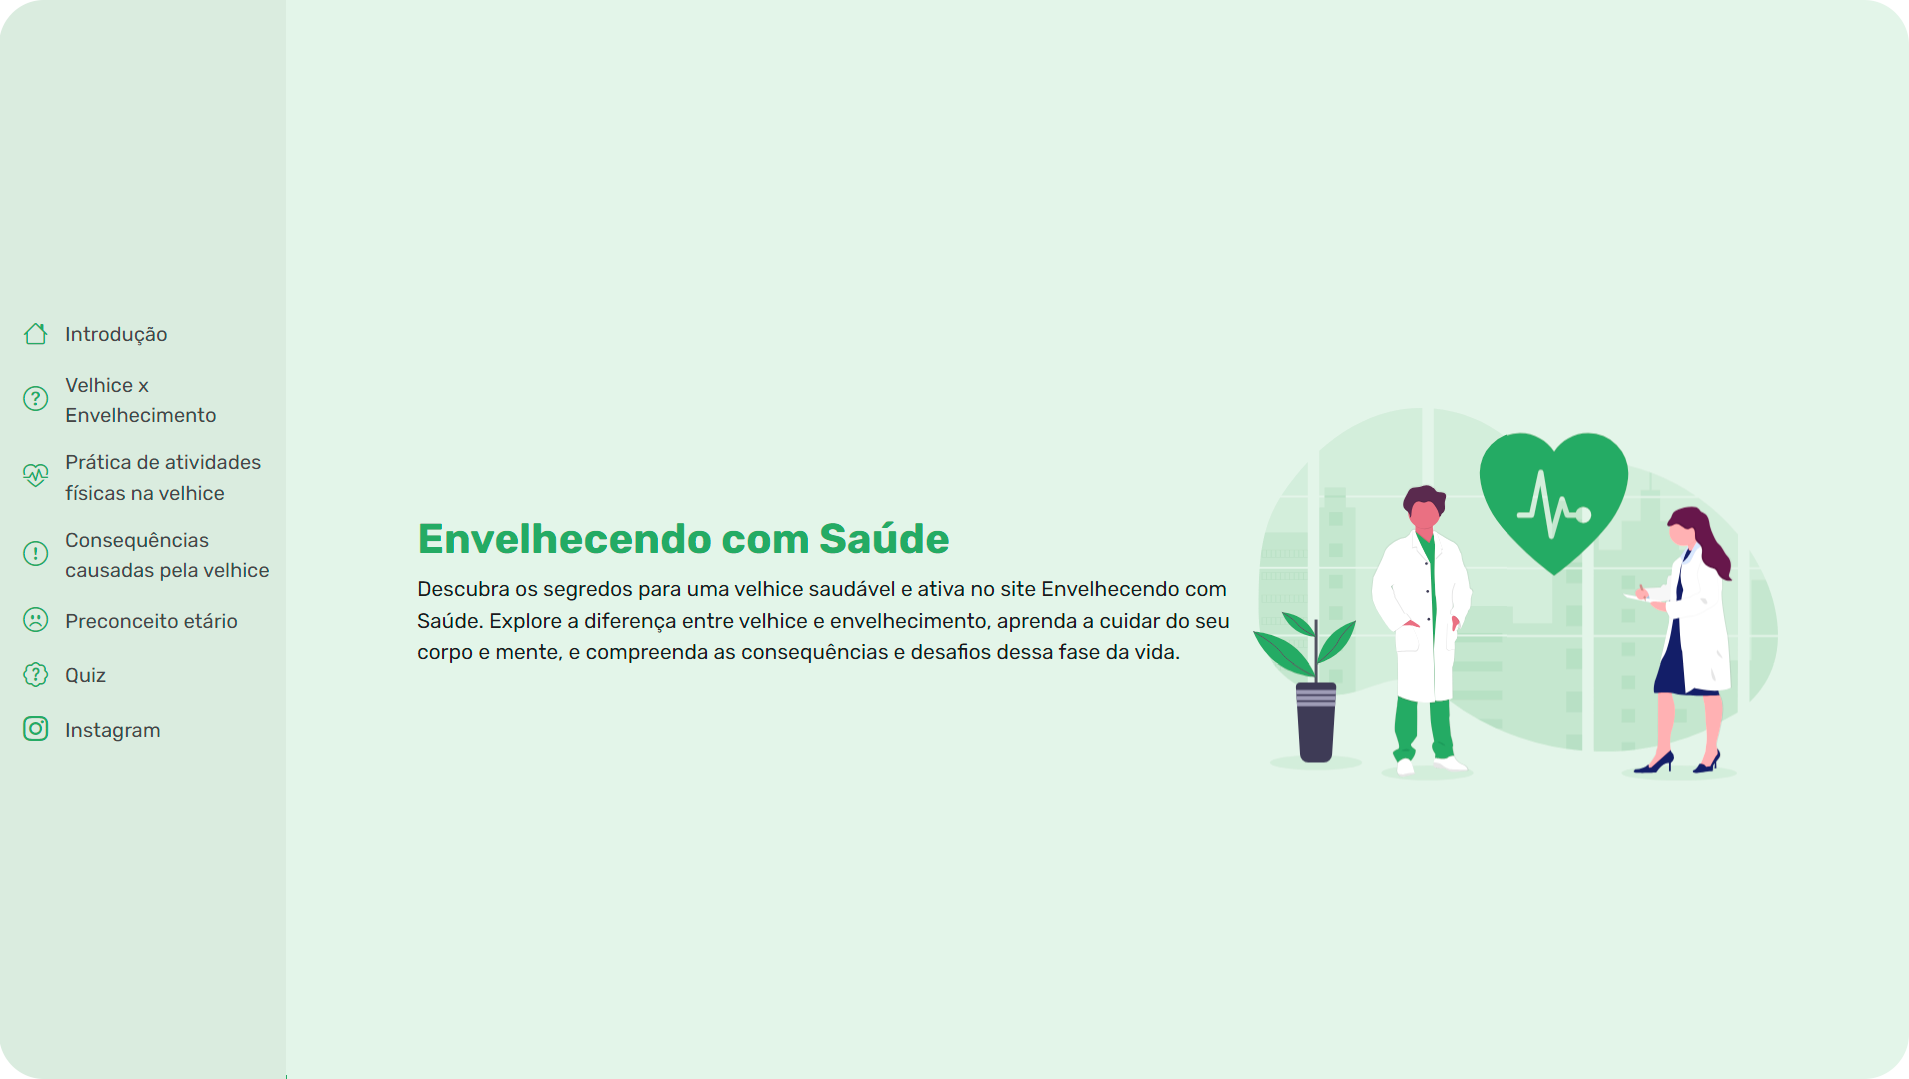 Introdução
Velhice x
Envelhecimento
Prática de atividades
físicas na velhice
Consequências
causadas pela velhice
Preconceito etário
Quiz
Instagram
Envelhecendo com Saúde
Descubra os segredos para uma velhice saudável e ativa no site Envelhecendo com
Saúde. Explore a diferença entre velhice e envelhecimento, aprenda a cuidar do seu
corpo e mente, e compreenda as consequências e desafios dessa fase da vida.